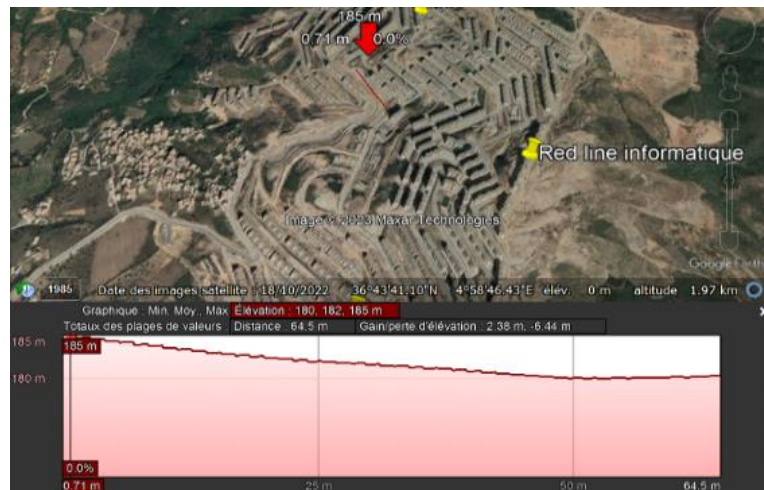 185 m
0.71 m 0.0%
Red line informatique
Image © 2023 Maxar Technologies
Google Earth
1985 Date des images satellite : 18/10/2022 36°43'41.10"N 4°58'46.43"E élév. 0 m altitude 1.97 km
Graphique : Min. Moy., Max Élévation : 180, 182, 185 m
Totaux des plages de valeurs Distance : 64.5 m Gain/perte d'élévation : 2.38 m, -6.44 m
185 m 185 m
180 m
0.0%
0.71 m 25 m 50 m 64.5 m